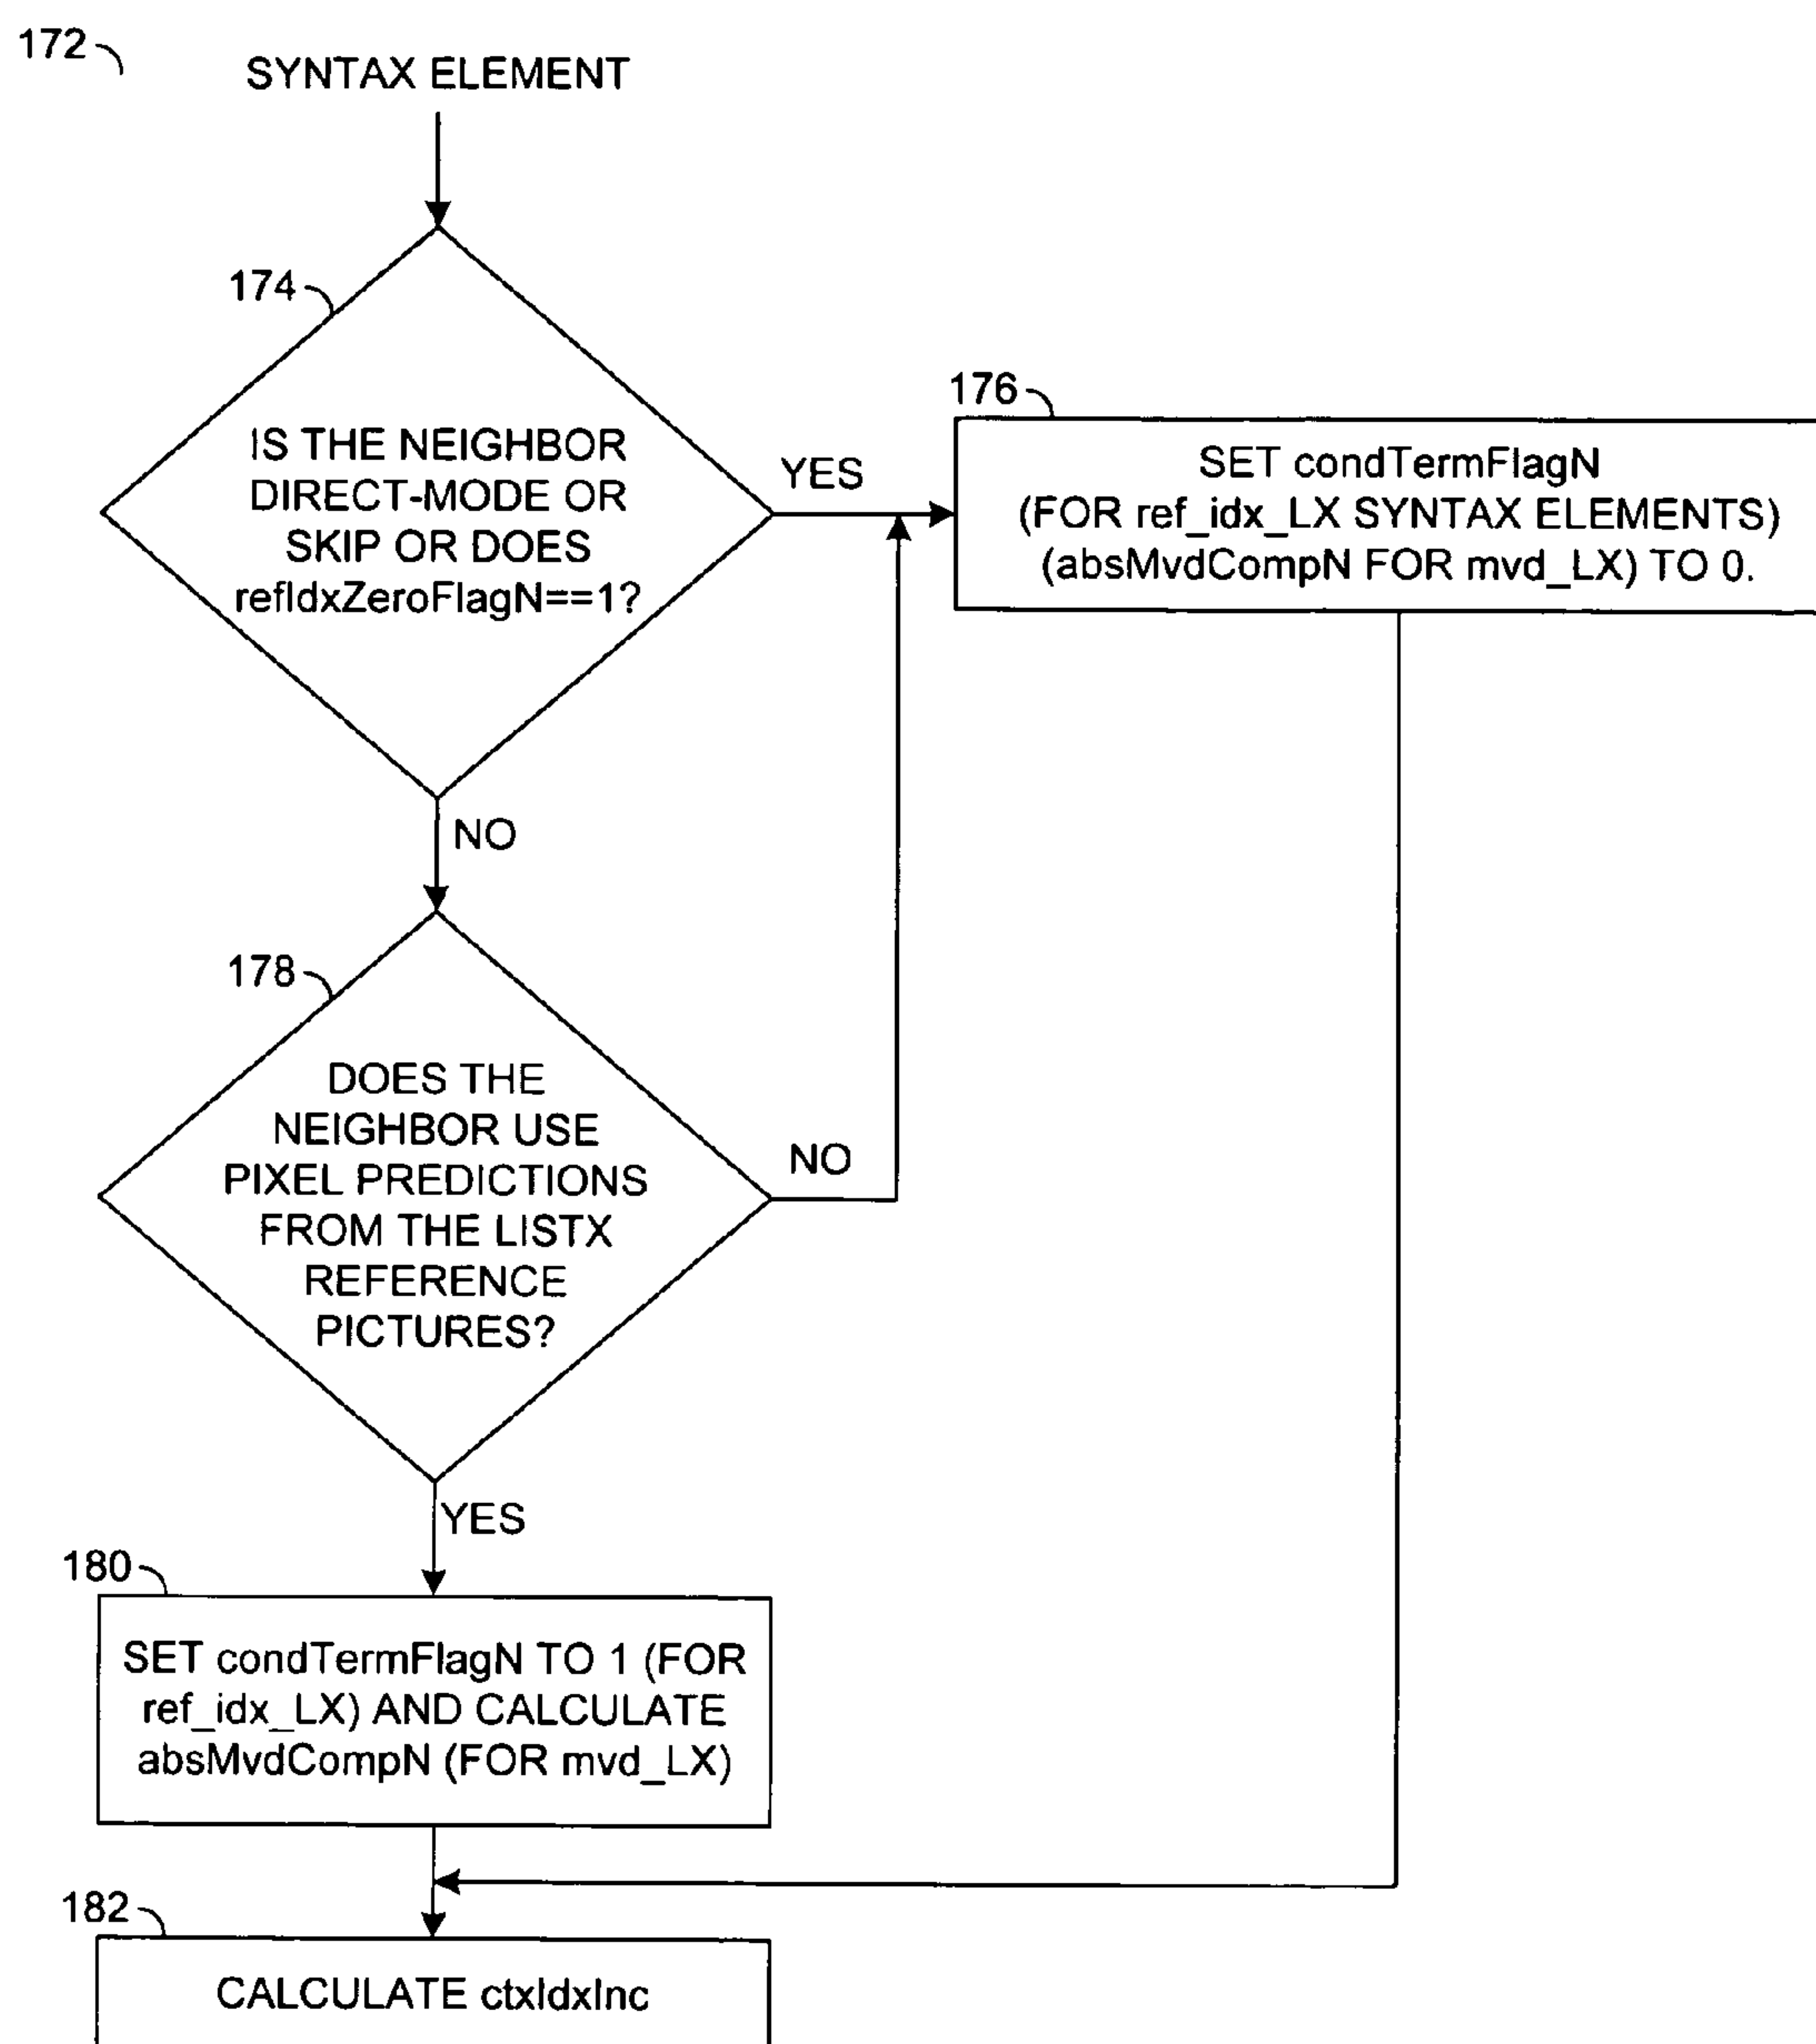 172
SYNTAX ELEMENT
174
IS THE NEIGHBOR
DIRECT-MODE OR
SKIP OR DOES
refIdxZeroFlagN==1?
YES
176
SET condTermFlagN
(FOR ref_idx_LX SYNTAX ELEMENTS)
(absMvdCompN FOR mvd_LX) TO 0.
NO
178
DOES THE
NEIGHBOR USE
PIXEL PREDICTIONS
FROM THE LISTX
REFERENCE
PICTURES?
NO
YES
180
SET condTermFlagN TO 1 (FOR
ref_idx_LX) AND CALCULATE
absMvdCompN (FOR mvd_LX)
182
CALCULATE ctxIdxInc